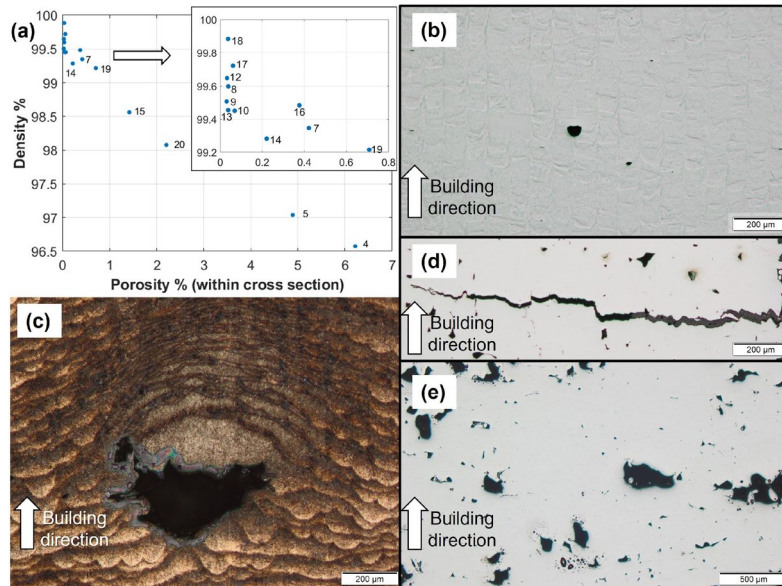 (a)
100
99.5
99
98.5
98
97.5
97
96.5
Density %
7
14
19
15
20
5
4
0
1
2
3
4
5
6
7
Porosity % (within cross section)
100
99.8
99.6
99.4
99.2
18
17
12
8
9
13
10
16
14
7
19
0
0.2
0.4
0.6
0.8
(b)
Building
direction
200 µm
(c)
Building
direction
200 µm
(d)
Building
direction
200 µm
(e)
Building
direction
500 µm